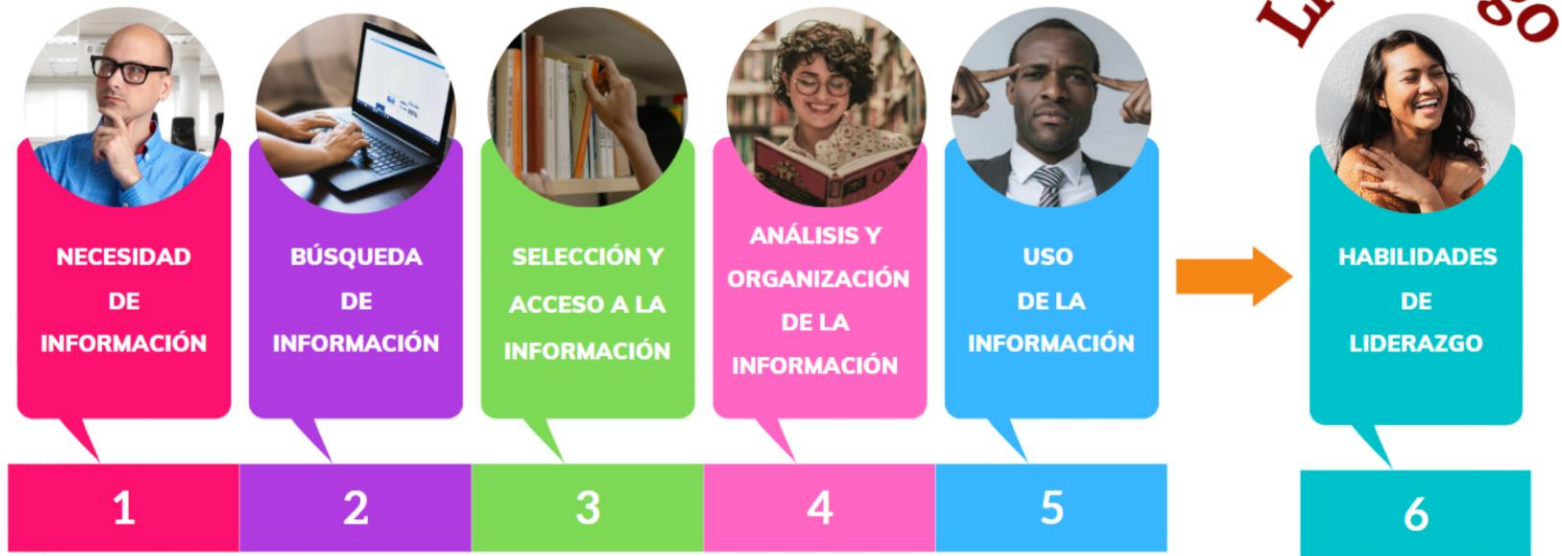 NECESIDAD
DE
INFORMACIÓN
BÚSQUEDA
DE
INFORMACIÓN
SELECCIÓN Y
ACCESO A LA
INFORMACIÓN
ANÁLISIS Y
ORGANIZACIÓN
DE LA
INFORMACIÓN
USO
DE LA
INFORMACIÓN
HABILIDADES
DE
LIDERAZGO
1
2
3
4
5
6